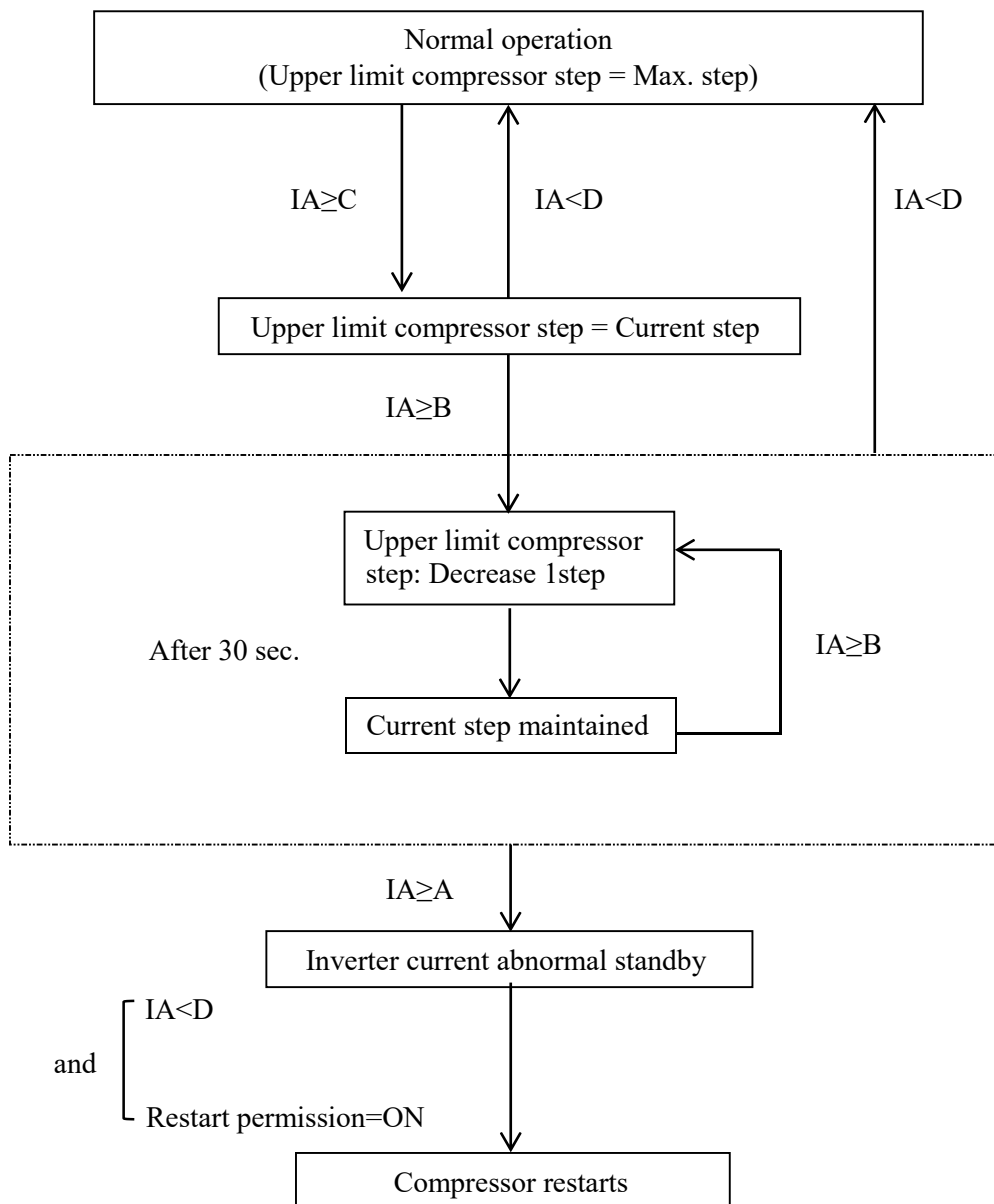 Normal operation
(Upper limit compressor step = Max. step)
IA≥C
IA<D
IA<D
Upper limit compressor step = Current step
IA≥B
Upper limit compressor
step: Decrease 1step
After 30 sec.
IA≥B
Current step maintained
IA≥A
Inverter current abnormal standby
IA<D
and
Restart permission=ON
Compressor restarts